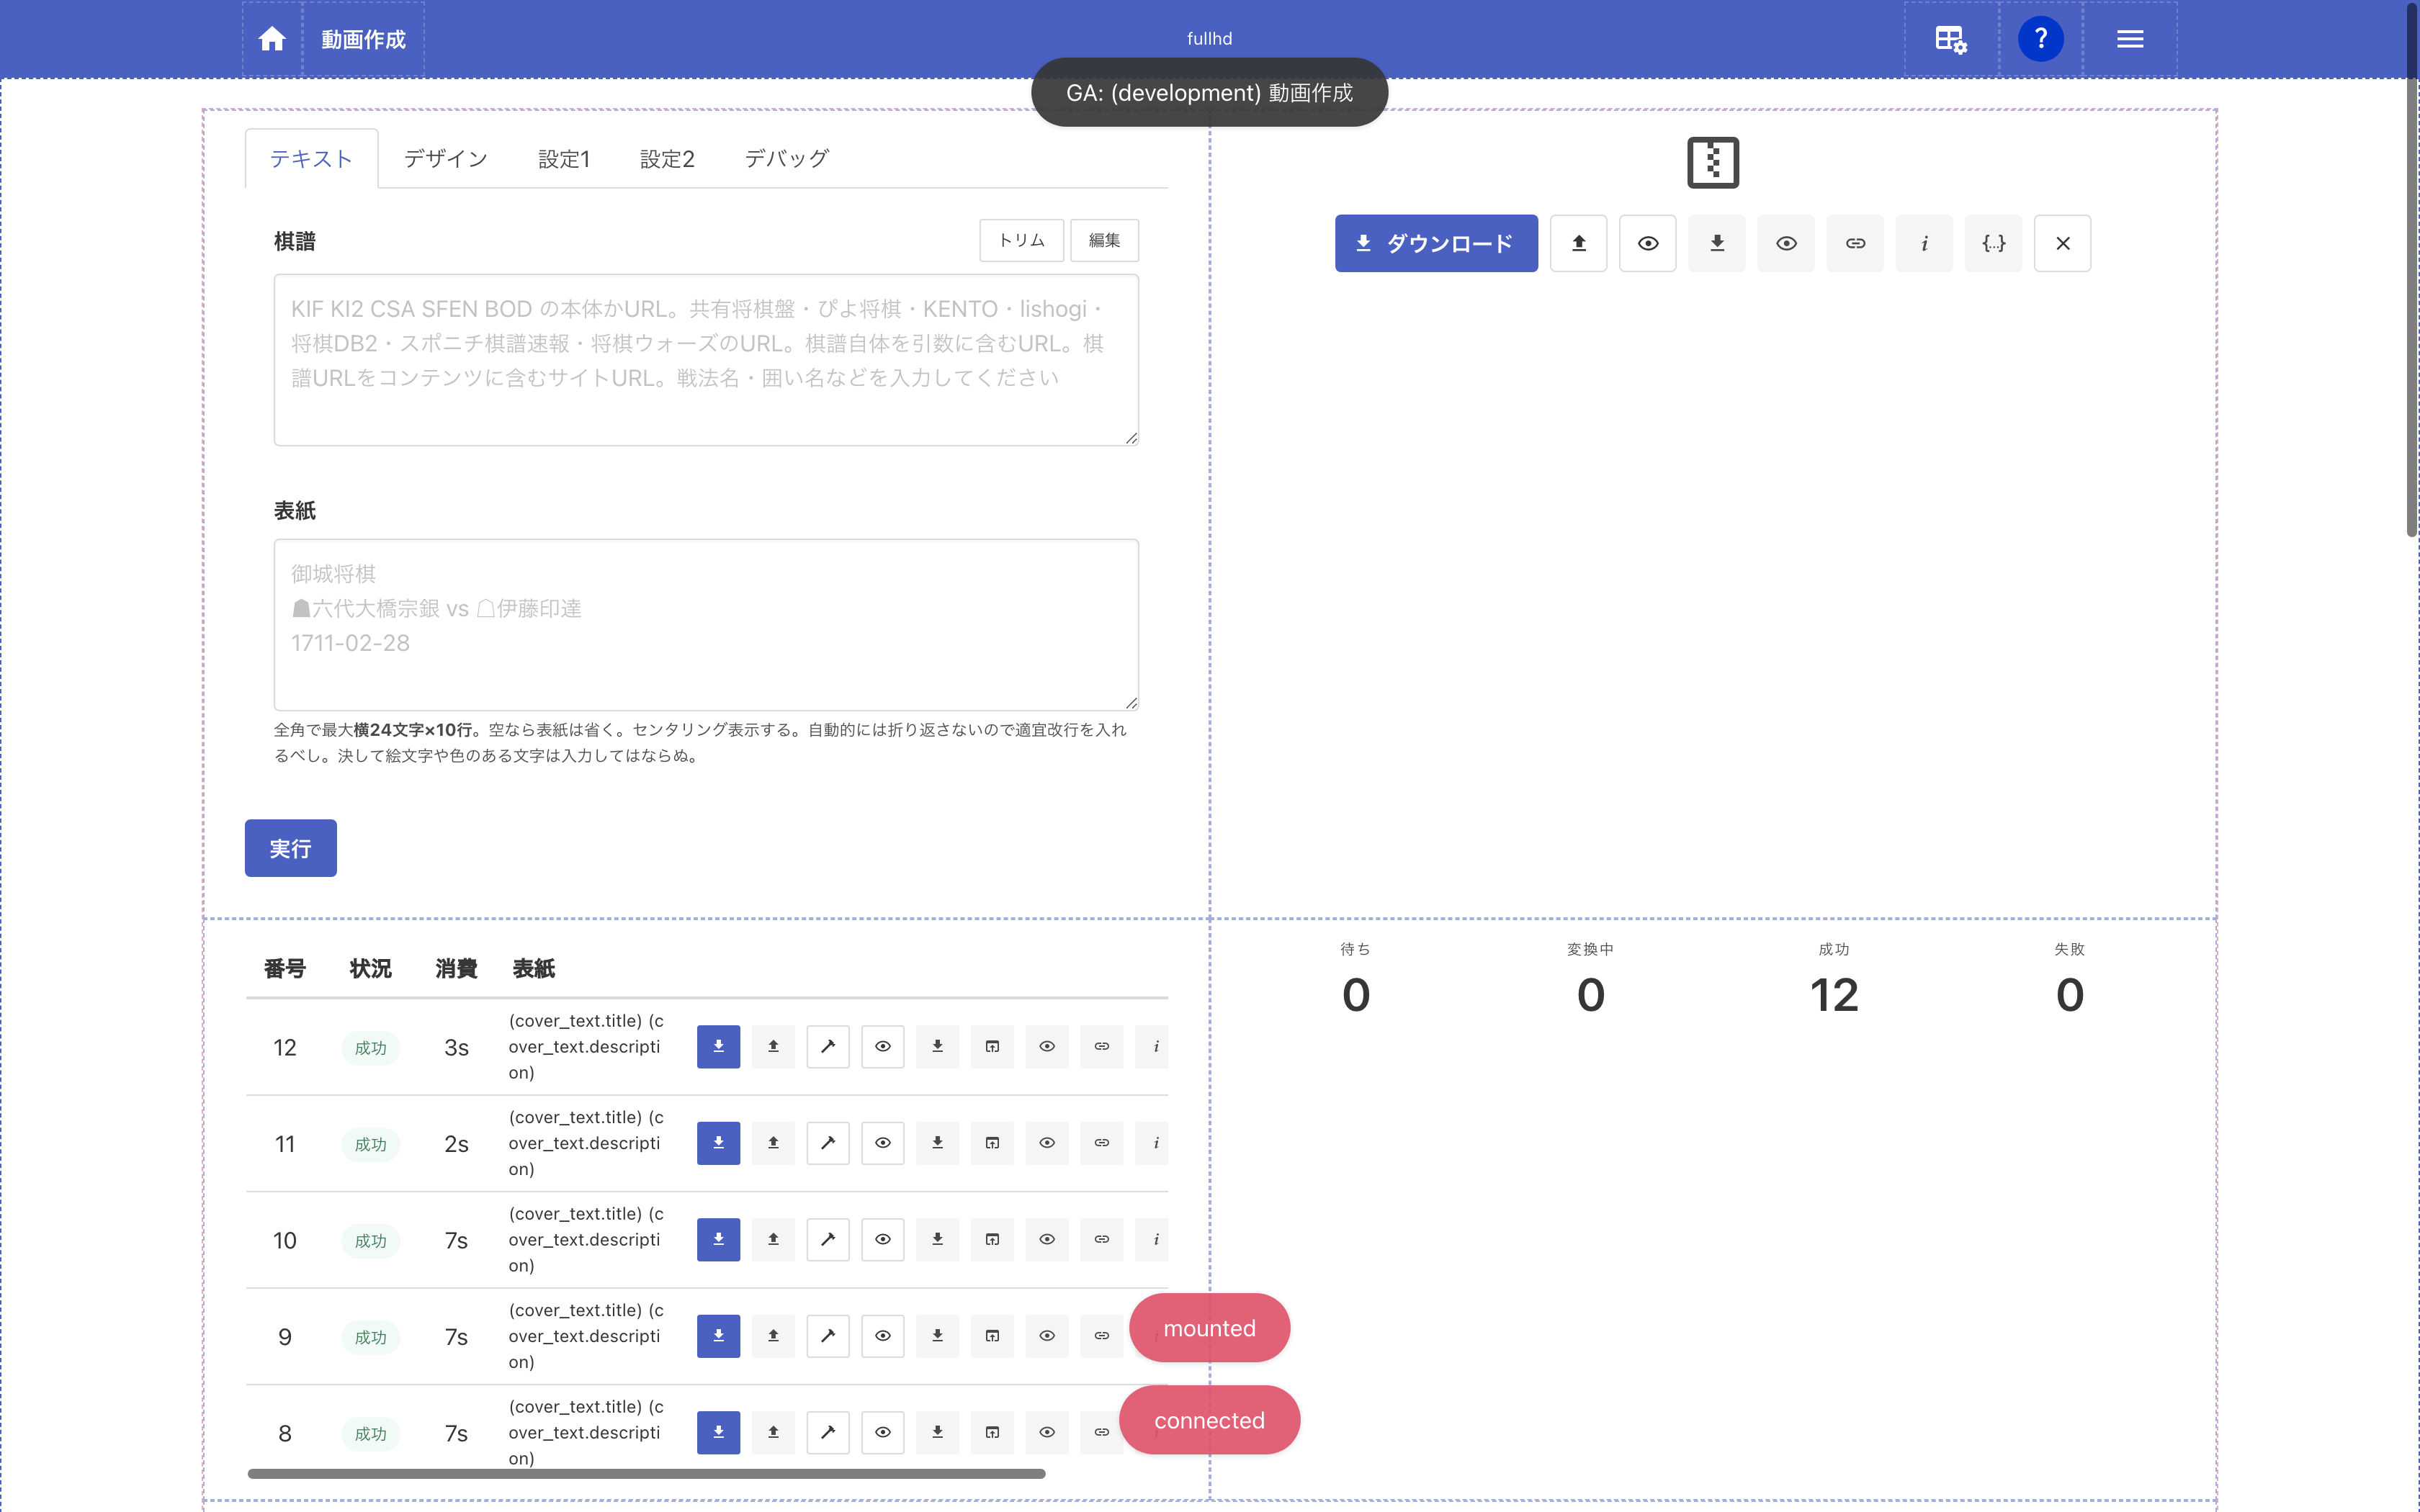 動画作成
fullhd
GA: (development) 動画作成
テキスト デザイン 設定1 設定2 デバッグ
棋譜
トリム 編集
KIF KI2 CSA SFEN BOD の本体かURL。共有将棋盤・ぴよ将棋・KENTO・lishogi・
将棋DB2・スポニチ棋譜速報・将棋ウォーズのURL。棋譜自体を引数に含むURL。棋
譜URLをコンテンツに含むサイトURL。戦法名・囲い名などを入力してください
表紙
御城将棋
☗六代大橋宗銀 vs ☖伊藤印達
1711-02-28
全角で最大横24文字×10行。空なら表紙は省く。センタリング表示する。自動的には折り返さないので適宜改行を入れ
るべし。決して絵文字や色のある文字は入力してはならぬ。
実行
ダウンロード
番号 状況 消費 表紙
12 成功 3s (cover_text.title) (c
over_text.descripti
on)
11 成功 2s (cover_text.title) (c
over_text.descripti
on)
10 成功 7s (cover_text.title) (c
over_text.descripti
on)
9 成功 7s (cover_text.title) (c
over_text.descripti
on)
8 成功 7s (cover_text.title) (c
over_text.descripti
on)
待ち 変換中 成功 失敗
0 0 12 0
mounted
connected